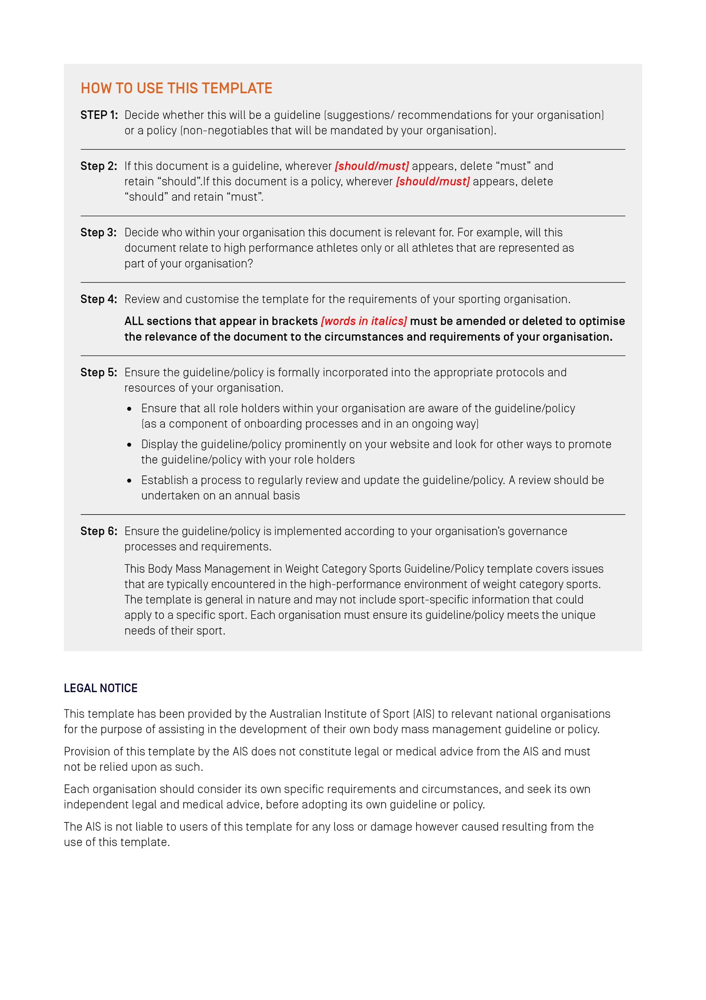 HOW TO USE THIS TEMPLATE
STEP 1: Decide whether this will be a guideline (suggestions/ recommendations for your organisation)
or a policy (non-negotiables that will be mandated by your organisation).
Step 2: If this document is a guideline, wherever [should/must] appears, delete “must” and
retain “should”.If this document is a policy, wherever [should/must] appears, delete
“should” and retain “must”.
Step 3: Decide who within your organisation this document is relevant for. For example, will this
document relate to high performance athletes only or all athletes that are represented as
part of your organisation?
Step 4: Review and customise the template for the requirements of your sporting organisation.
ALL sections that appear in brackets [words in italics] must be amended or deleted to optimise
the relevance of the document to the circumstances and requirements of your organisation.
Step 5: Ensure the guideline/policy is formally incorporated into the appropriate protocols and
resources of your organisation.
• Ensure that all role holders within your organisation are aware of the guideline/policy
(as a component of onboarding processes and in an ongoing way)
• Display the guideline/policy prominently on your website and look for other ways to promote
the guideline/policy with your role holders
• Establish a process to regularly review and update the guideline/policy. A review should be
undertaken on an annual basis
Step 6: Ensure the guideline/policy is implemented according to your organisation’s governance
processes and requirements.
This Body Mass Management in Weight Category Sports Guideline/Policy template covers issues
that are typically encountered in the high-performance environment of weight category sports.
The template is general in nature and may not include sport-specific information that could
apply to a specific sport. Each organisation must ensure its guideline/policy meets the unique
needs of their sport.
LEGAL NOTICE
This template has been provided by the Australian Institute of Sport (AIS) to relevant national organisations
for the purpose of assisting in the development of their own body mass management guideline or policy.
Provision of this template by the AIS does not constitute legal or medical advice from the AIS and must
not be relied upon as such.
Each organisation should consider its own specific requirements and circumstances, and seek its own
independent legal and medical advice, before adopting its own guideline or policy.
The AIS is not liable to users of this template for any loss or damage however caused resulting from the
use of this template.